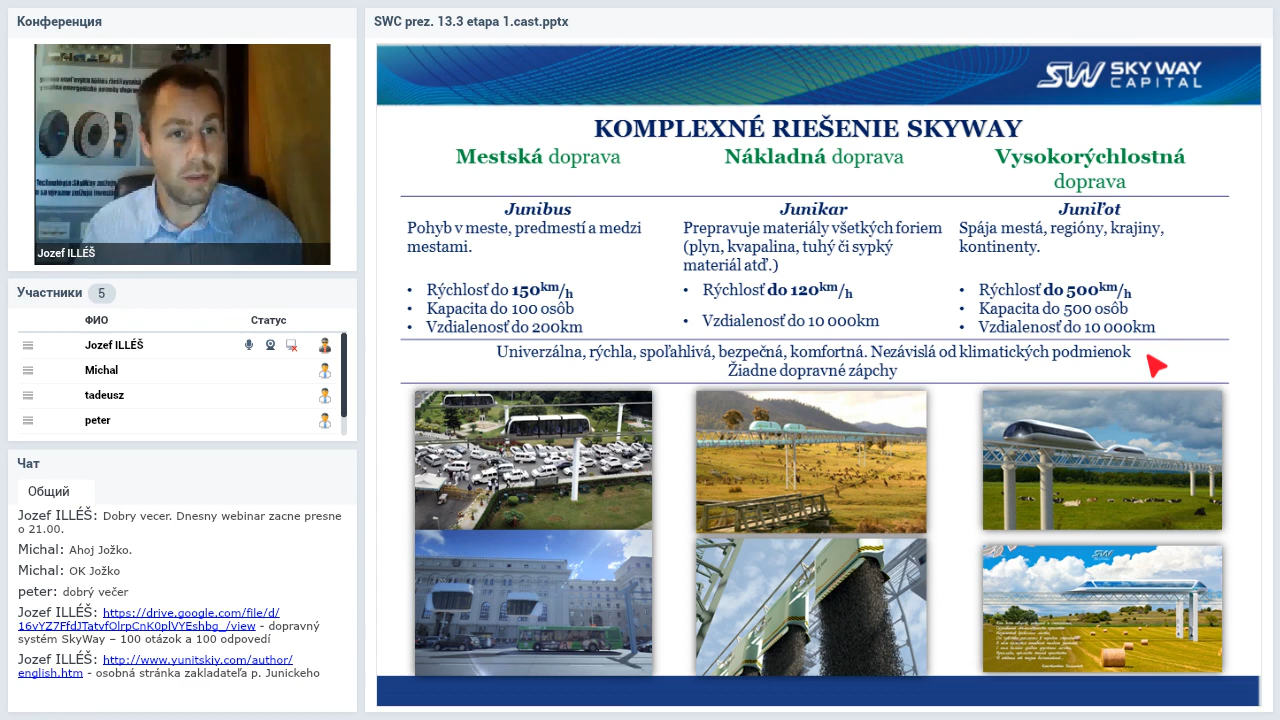 Конференция
Jozef ILLÉŠ
Участники 5
ФИО Статус
Jozef ILLÉŠ
Michal
tadeusz
peter
Чат
Общий
Jozef ILLÉŠ: Dobry vecer. Dnesny webinar zacne presne
o 21.00.
Michal: Ahoj Jožko.
Michal: OK Jožko
peter: dobrý večer
Jozef ILLÉŠ: https://drive.google.com/file/d/
16vYZ7FfdJTatvfOlrpCnK0plVYEshbg_/view - dopravný
systém SkyWay – 100 otázok a 100 odpovedí
Jozef ILLÉŠ: http://www.yunitskiy.com/author/
english.htm - osobná stránka zakladateľa p. Junickeho
SWC prez. 13.3 etapa 1.cast.pptx
SW SKY WAY
CAPITAL
KOMPLEXNÉ RIEŠENIE SKYWAY
Mestská doprava
Nákladná doprava
Vysokorýchlostná
doprava
Junibus
Pohyb v meste, predmestí a medzi
mestami.
• Rýchlosť do 150km/h
• Kapacita do 100 osôb
• Vzdialenosť do 200km
Junikar
Prepravuje materiály všetkých foriem
(plyn, kvapalina, tuhý či sypký
materiál atď.)
• Rýchlosť do 120km/h
• Vzdialenosť do 10 000km
Juniľot
Spája mestá, regióny, krajiny,
kontinenty.
• Rýchlosť do 500km/h
• Kapacita do 500 osôb
• Vzdialenosť do 10 000km
Univerzálna, rýchla, spoľahlivá, bezpečná, komfortná. Nezávislá od klimatických podmienok
Žiadne dopravné zápchy